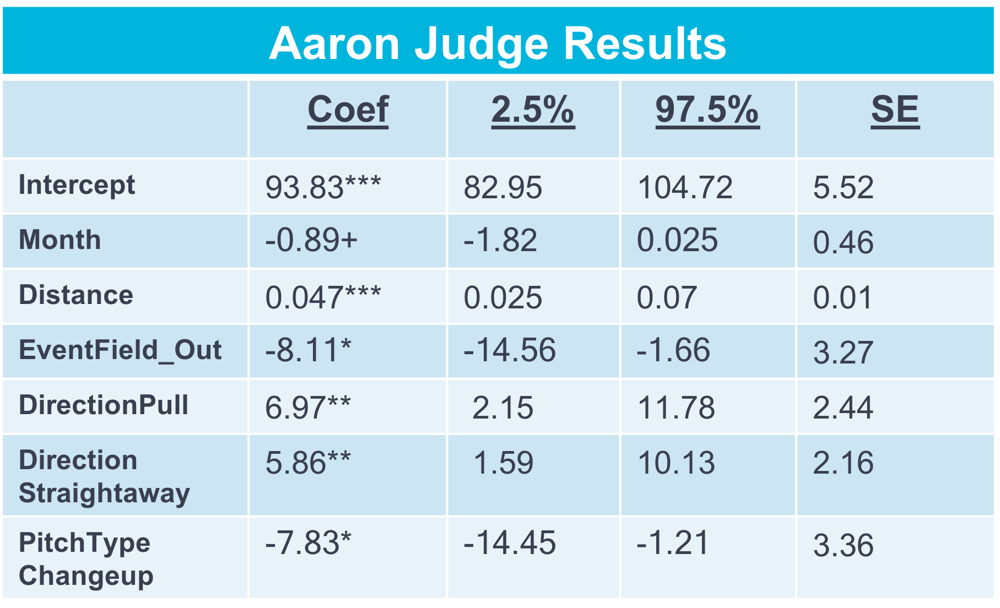 Aaron Judge Results
Coef 2.5% 97.5% SE
Intercept 93.83*** 82.95 104.72 5.52
Month -0.89+ -1.82 0.025 0.46
Distance 0.047*** 0.025 0.07 0.01
EventField_Out -8.11* -14.56 -1.66 3.27
DirectionPull 6.97** 2.15 11.78 2.44
Direction 5.86** 1.59 10.13 2.16
Straightaway
PitchType -7.83* -14.45 -1.21 3.36
Changeup